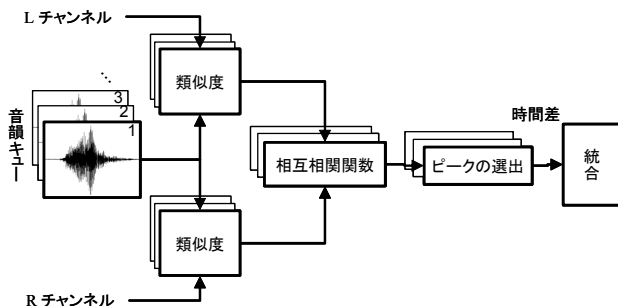 L チャンネル
類似度
…
3
2
1
音韻キュー
時間差
相互相関関数
ピークの選出
統合
類似度
R チャンネル